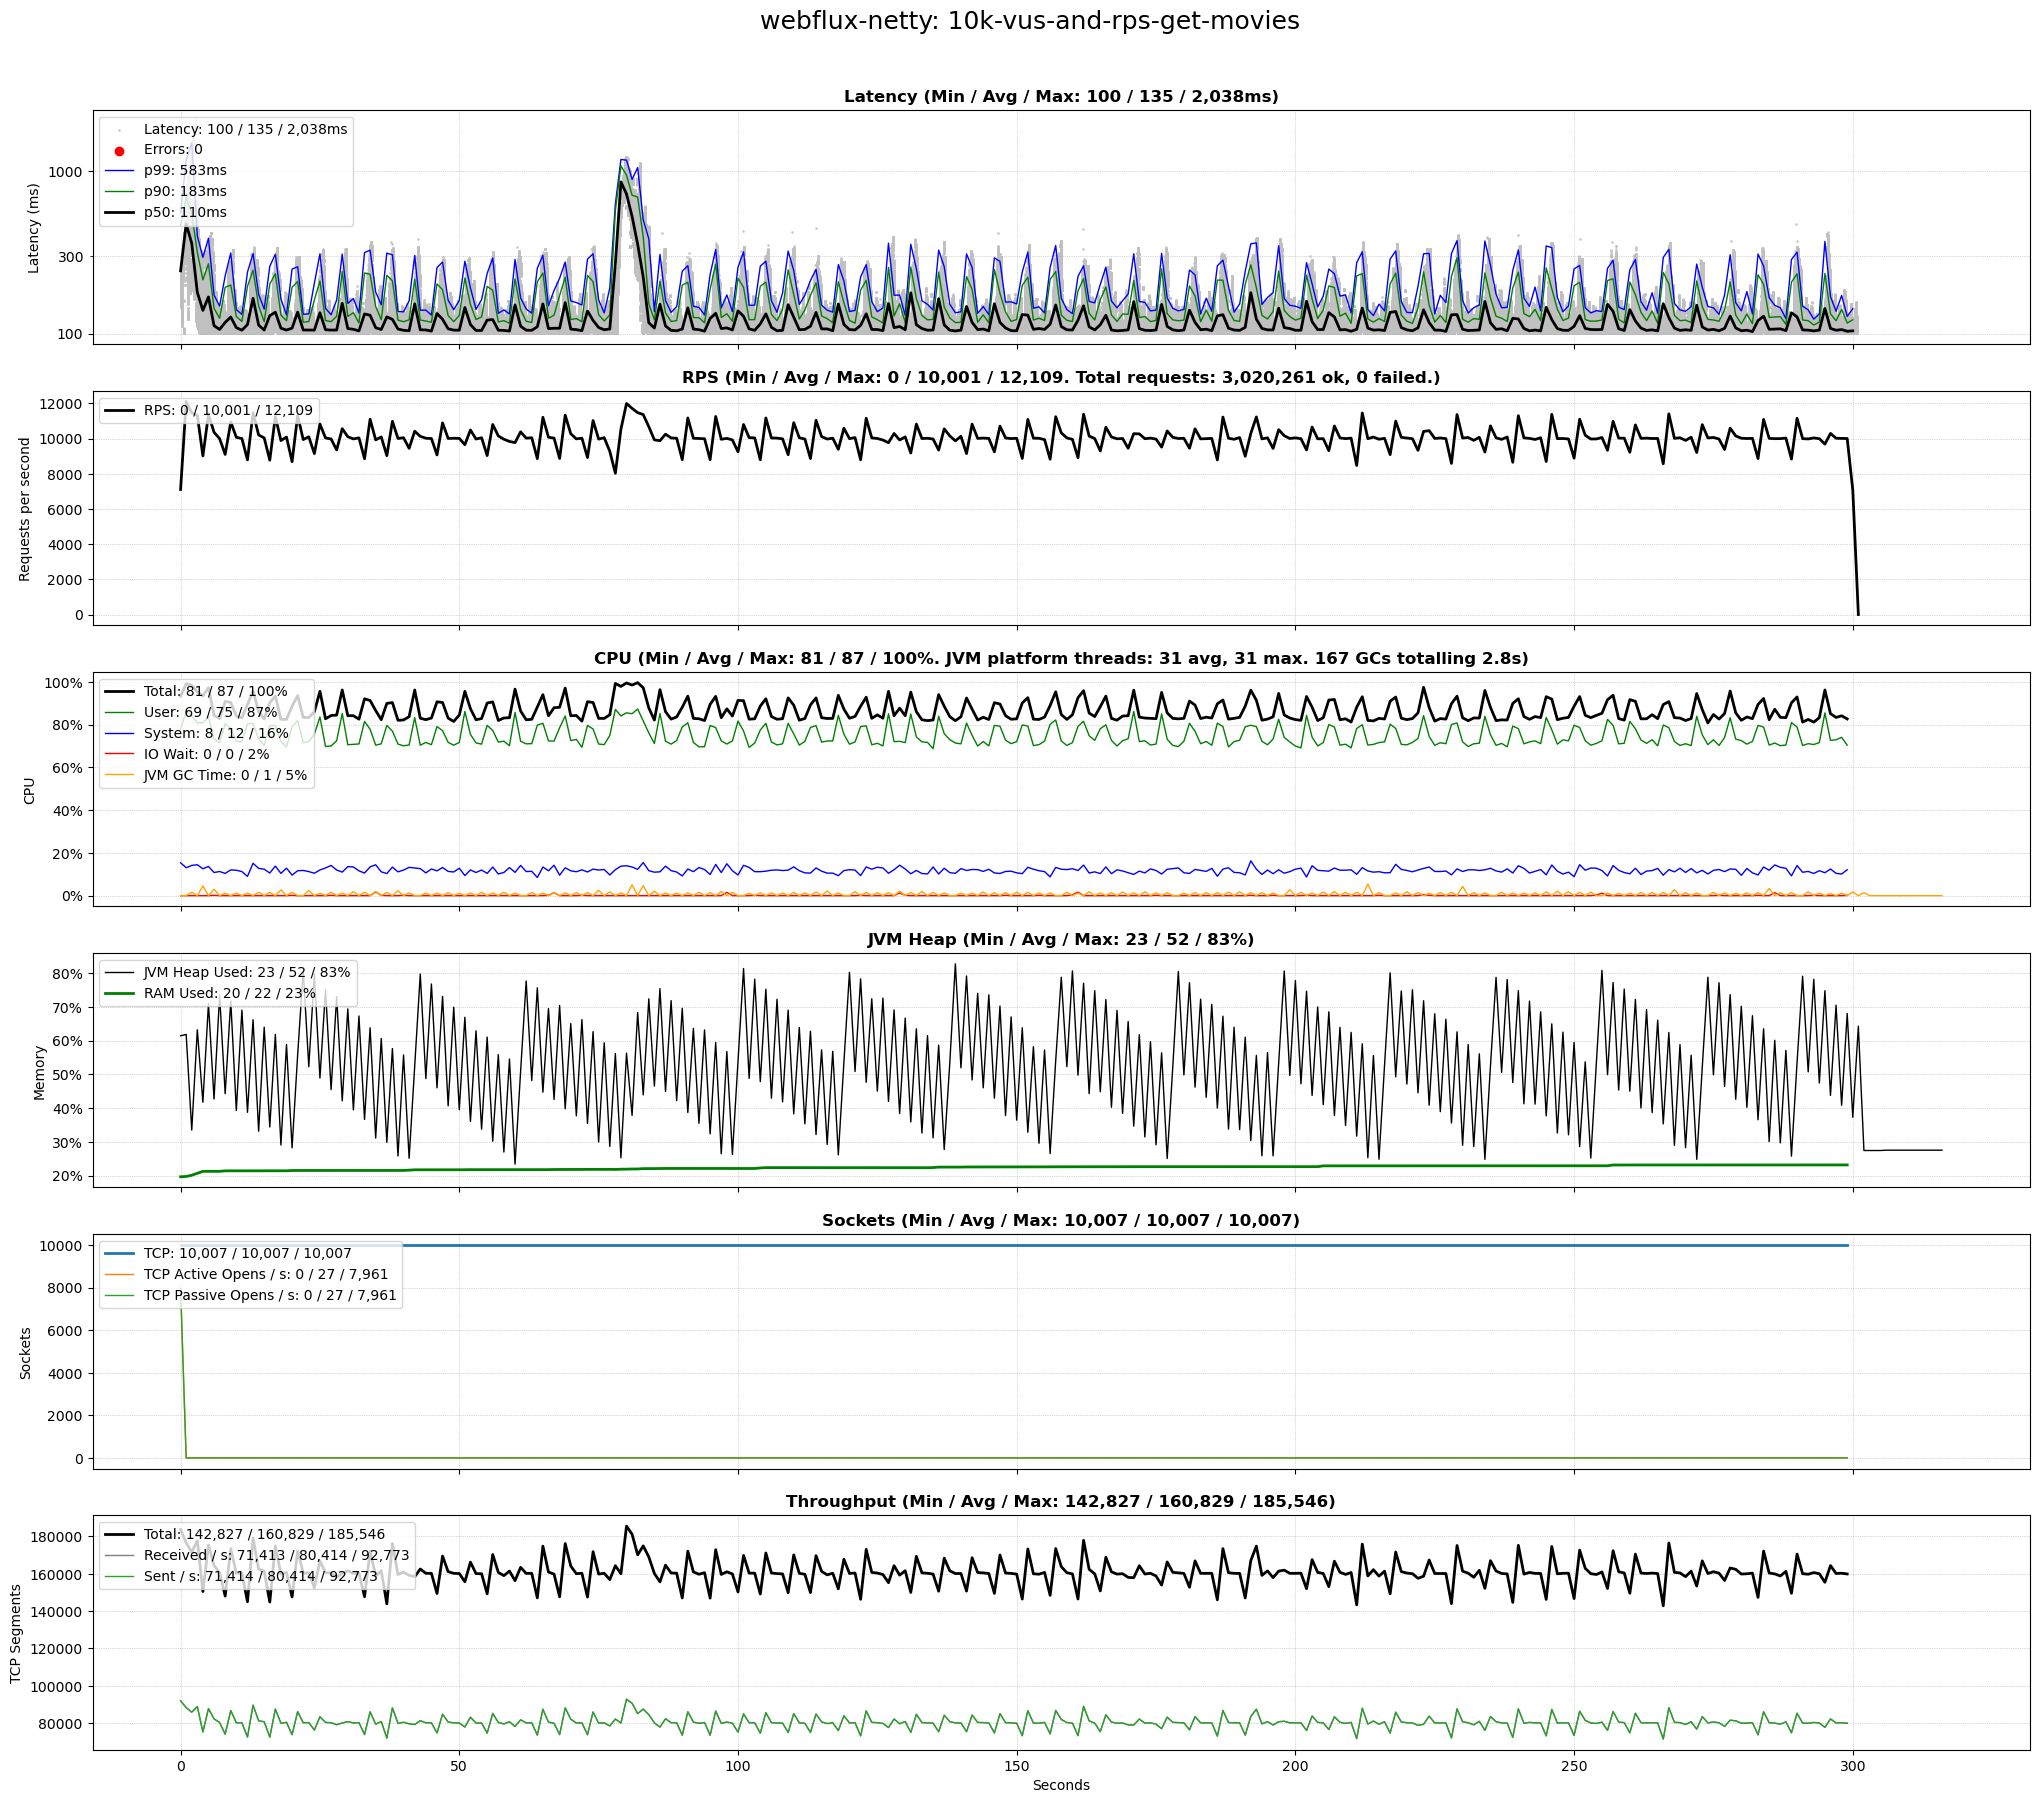 webflux-netty: 10k-vus-and-rps-get-movies
Latency (Min / Avg / Max: 100 / 135 / 2,038ms)
Latency: 100 / 135 / 2,038ms
Errors: 0
p99: 583ms
p90: 183ms
p50: 110ms
Latency (ms)
1000
300
100
RPS (Min / Avg / Max: 0 / 10,001 / 12,109. Total requests: 3,020,261 ok, 0 failed.)
RPS: 0 / 10,001 / 12,109
Requests per second
12000
10000
8000
6000
4000
2000
0
CPU (Min / Avg / Max: 81 / 87 / 100%. JVM platform threads: 31 avg, 31 max. 167 GCs totalling 2.8s)
Total: 81 / 87 / 100%
User: 69 / 75 / 87%
System: 8 / 12 / 16%
IO Wait: 0 / 0 / 2%
JVM GC Time: 0 / 1 / 5%
CPU
100%
80%
60%
40%
20%
0%
JVM Heap (Min / Avg / Max: 23 / 52 / 83%)
JVM Heap Used: 23 / 52 / 83%
RAM Used: 20 / 22 / 23%
Memory
80%
70%
60%
50%
40%
30%
20%
Sockets (Min / Avg / Max: 10,007 / 10,007 / 10,007)
TCP: 10,007 / 10,007 / 10,007
TCP Active Opens / s: 0 / 27 / 7,961
TCP Passive Opens / s: 0 / 27 / 7,961
Sockets
10000
8000
6000
4000
2000
0
Throughput (Min / Avg / Max: 142,827 / 160,829 / 185,546)
Total: 142,827 / 160,829 / 185,546
Received / s: 71,413 / 80,414 / 92,773
Sent / s: 71,414 / 80,414 / 92,773
TCP Segments
180000
160000
140000
120000
100000
80000
0
50
100
150
200
250
300
Seconds